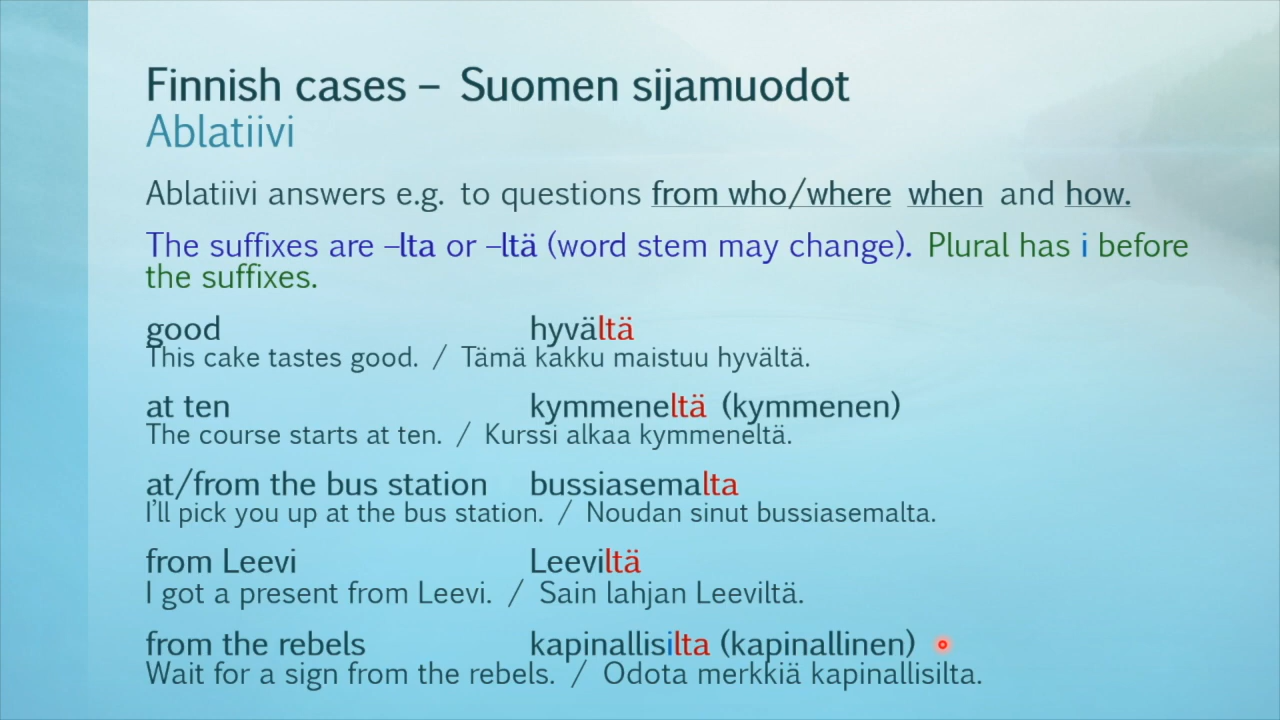 Finnish cases – Suomen sijamuodot
Ablatiivi
Ablatiivi answers e.g. to questions from who/where when and how.
The suffixes are –lta or –ltä (word stem may change). Plural has i before
the suffixes.
good hyvältä
This cake tastes good. / Tämä kakku maistuu hyvältä.
at ten kymmeneltä (kymmenen)
The course starts at ten. / Kurssi alkaa kymmeneltä.
at/from the bus station bussiasemalta
I'll pick you up at the bus station. / Noudan sinut bussiasemalta.
from Leevi Leeviltä
I got a present from Leevi. / Sain lahjan Leeviltä.
from the rebels kapinallisilta (kapinallinen)
Wait for a sign from the rebels. / Odota merkkiä kapinallisilta.